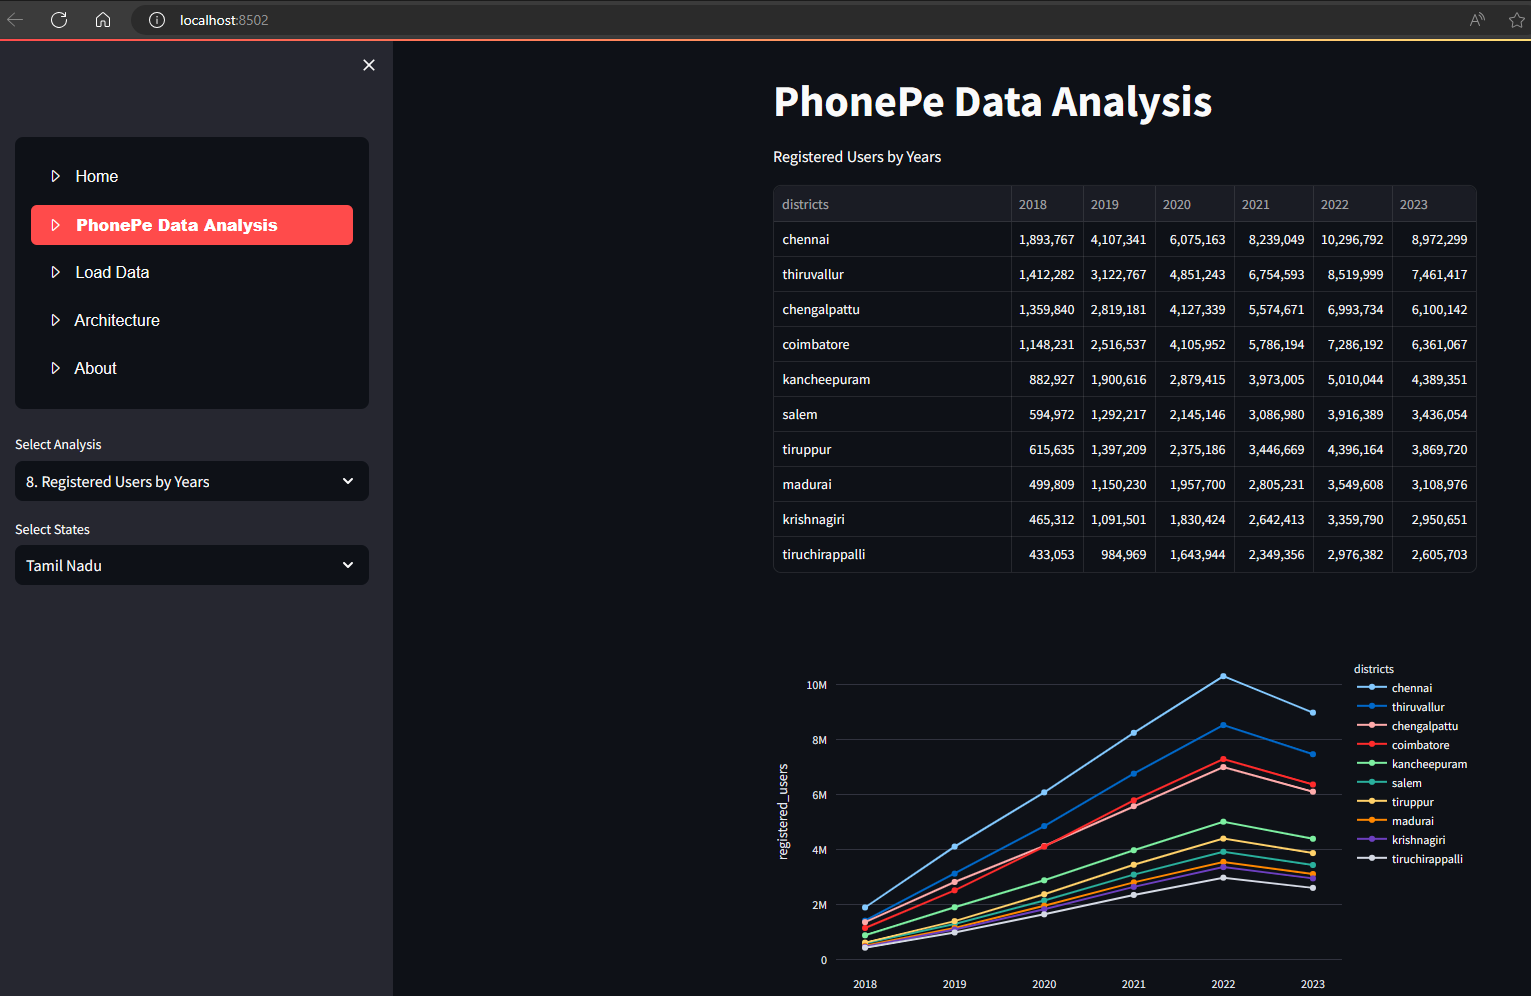 localhost:8502
Home
PhonePe Data Analysis
Load Data
Architecture
About
Select Analysis
8. Registered Users by Years
Select States
Tamil Nadu
PhonePe Data Analysis
Registered Users by Years
districts 2018 2019 2020 2021 2022 2023
chennai 1,893,767 4,107,341 6,075,163 8,239,049 10,296,792 8,972,299
thiruvallur 1,412,282 3,122,767 4,851,243 6,754,593 8,519,999 7,461,417
chengalpattu 1,359,840 2,819,181 4,127,339 5,574,671 6,993,734 6,100,142
coimbatore 1,148,231 2,516,537 4,105,952 5,786,194 7,286,192 6,361,067
kancheepuram 882,927 1,900,616 2,879,415 3,973,005 5,010,044 4,389,351
salem 594,972 1,292,217 2,145,146 3,086,980 3,916,389 3,436,054
tiruppur 615,635 1,397,209 2,375,186 3,446,669 4,396,164 3,869,720
madurai 499,809 1,150,230 1,957,700 2,805,231 3,549,608 3,108,976
krishnagiri 465,312 1,091,501 1,830,424 2,642,413 3,359,790 2,950,651
tiruchirappalli 433,053 984,969 1,643,944 2,349,356 2,976,382 2,605,703
registered_users
10M
8M
6M
4M
2M
0
2018 2019 2020 2021 2022 2023
districts
chennai
thiruvallur
chengalpattu
coimbatore
kancheepuram
salem
tiruppur
madurai
krishnagiri
tiruchirappalli